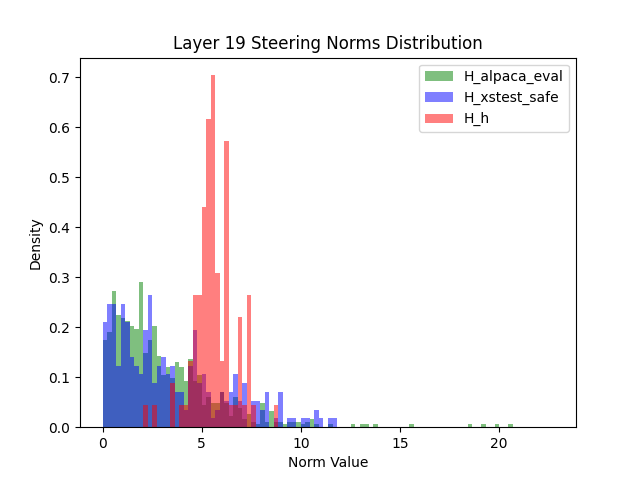 Layer 19 Steering Norms Distribution
H_alpaca_eval
H_xstest_safe
H_h
Density
0.7
0.6
0.5
0.4
0.3
0.2
0.1
0.0
0
5
10
15
20
Norm Value